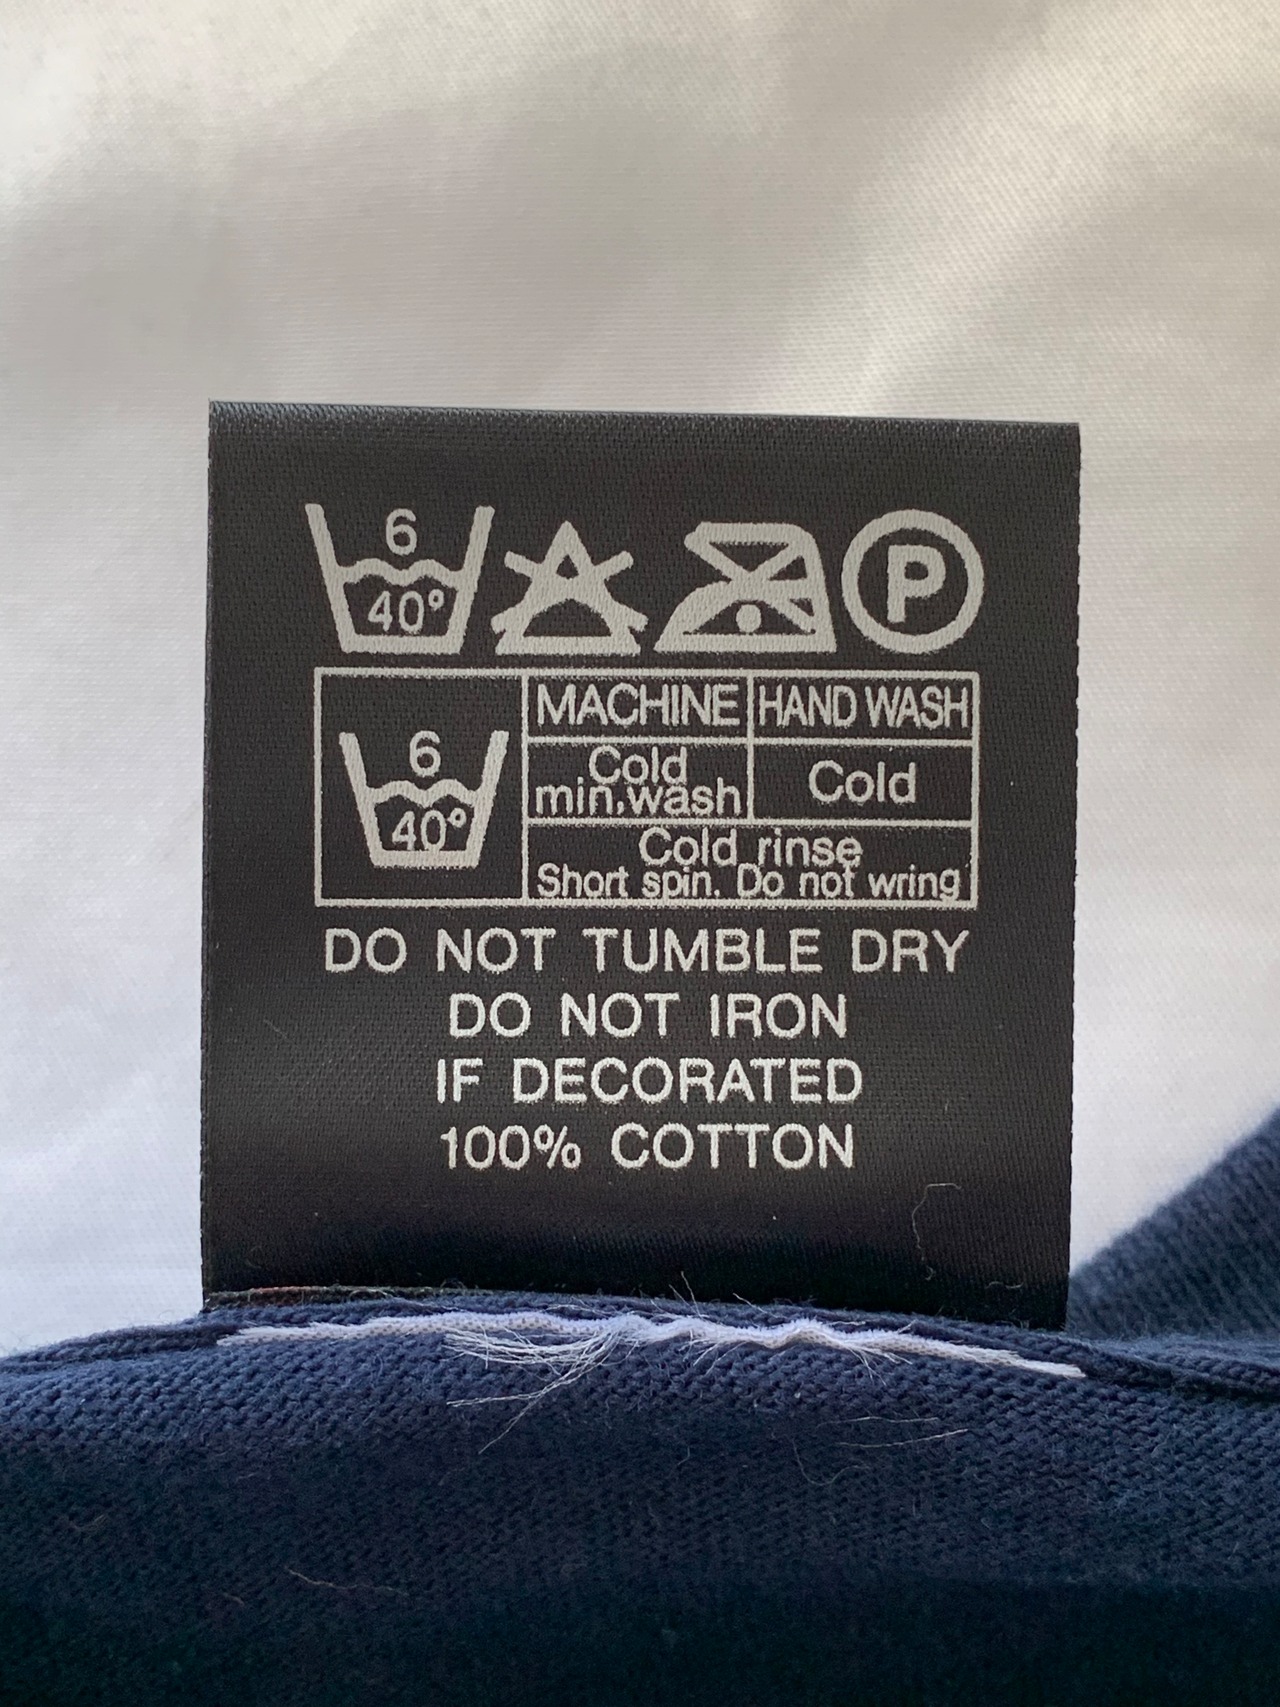 6
40°
P
6
40°
MACHINE
HAND WASH
Cold
min.wash
Cold
Cold rinse
Short spin. Do not wring
DO NOT TUMBLE DRY
DO NOT IRON
IF DECORATED
100% COTTON